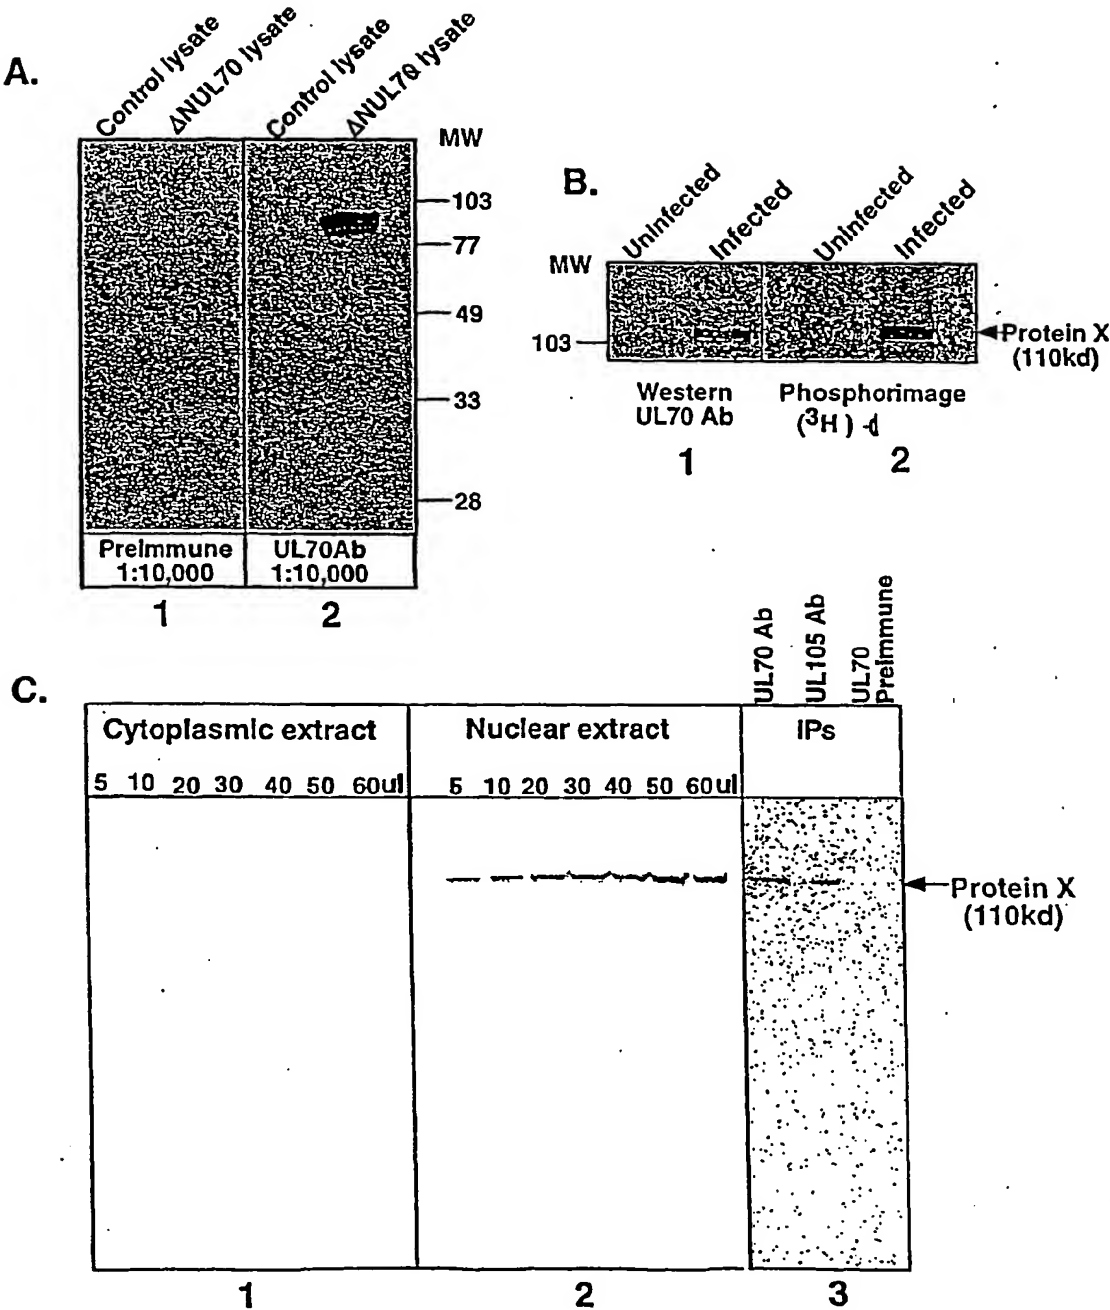 A.
Control lysate
ΔNUL70 lysate
Control lysate
ΔNUL70 lysate
MW
103
77
49
33
28
Preimmune
1:10,000
UL70Ab
1:10,000
1
2
B.
Uninfected
Infected
Uninfected
Infected
MW
103
Protein X
(110kd)
Western
UL70 Ab
Phosphorimage
(³H)
1
2
C.
UL70 Ab
UL105 Ab
UL70
Preimmune
Cytoplasmic extract
Nuclear extract
IPs
5 10 20 30 40 50 60ul
5 10 20 30 40 50 60ul
Protein X
(110kd)
1
2
3